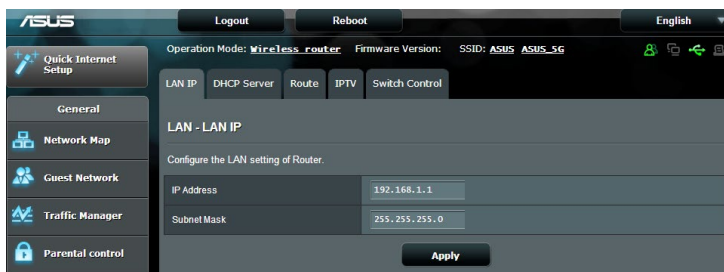 ASUS Logout Reboot English
Quick Internet Setup
Operation Mode: Wireless router Firmware Version: SSID: ASUS ASUS_5G
LAN IP DHCP Server Route IPTV Switch Control
General
Network Map
Guest Network
Traffic Manager
Parental control
LAN - LAN IP
Configure the LAN setting of Router.
IP Address 192.168.1.1
Subnet Mask 255.255.255.0
Apply